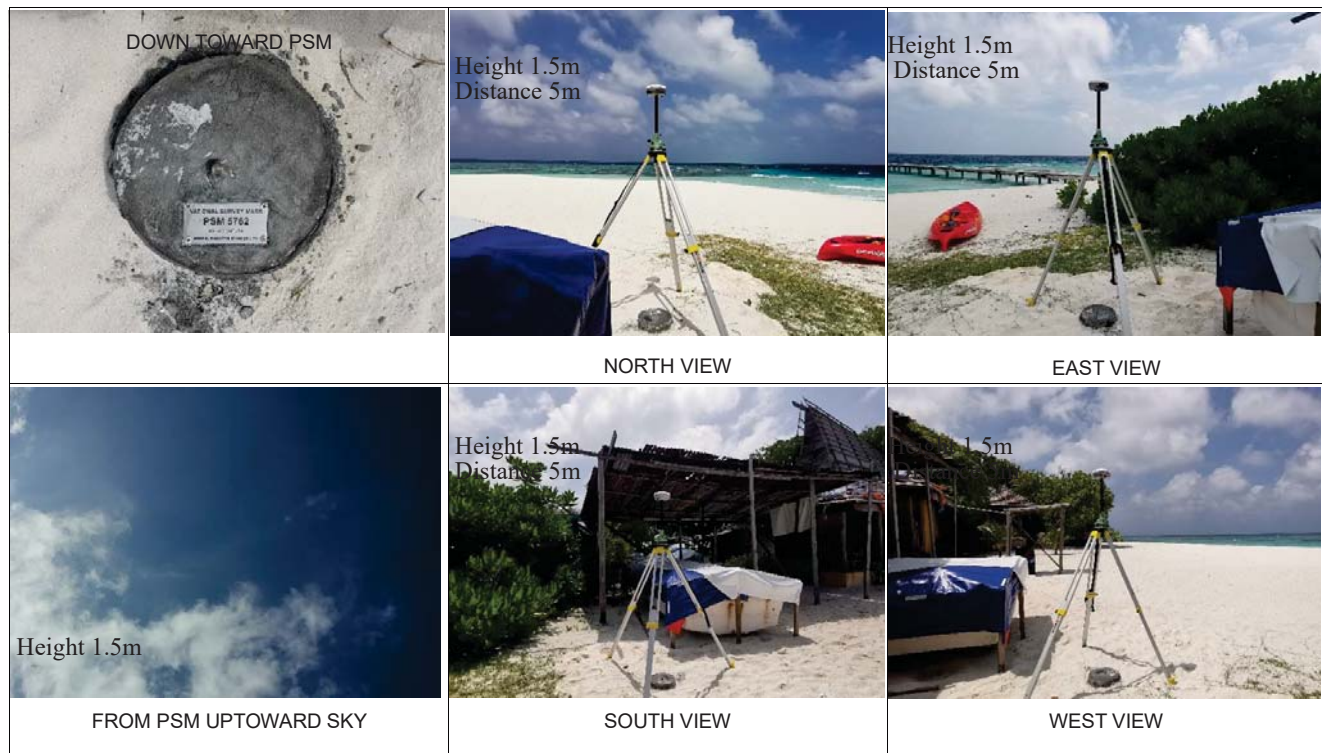 DOWN TOWARD PSM
NATIONAL SURVEY MARK
PSM 5762
Height 1.5m
Distance 5m
NORTH VIEW
Height 1.5m
Distance 5m
EAST VIEW
Height 1.5m
FROM PSM UPTOWARD SKY
Height 1.5m
Distance 5m
SOUTH VIEW
Height 1.5m
WEST VIEW